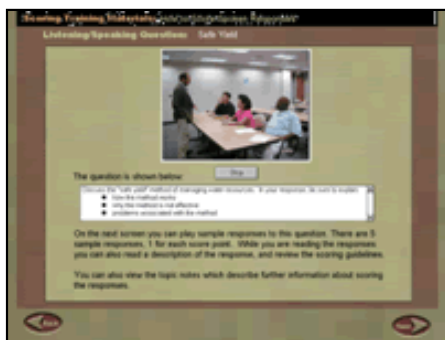 Scoring Training Materials:
Listening/Speaking Question: Safe Yield
Stop
The question is shown below:
Discuss the "safe yield" method of managing water resources. In your response, be sure to explain
how the method works
why the method is not effective
problems associated with the method
On the next screen you can play sample responses to this question. There are 5
sample responses, 1 for each score point. While you are reading the responses
you can also read a description of the response, and review the scoring guidelines.
You can also view the topic notes which describe further information about scoring
the responses.
Back